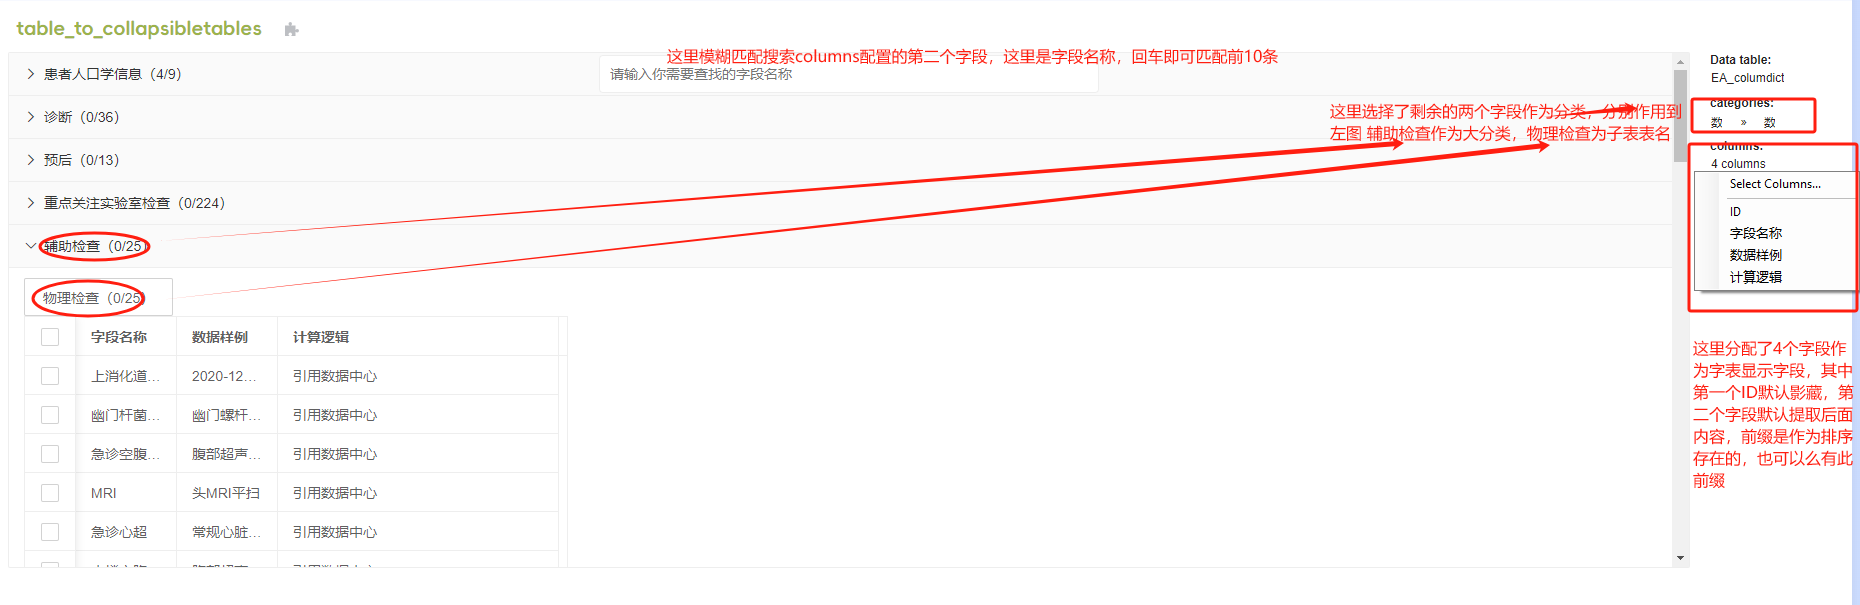 table_to_collapsibletables
这里模糊匹配搜索columns配置的第二个字段，这里是字段名称，回车即可匹配前10条
患者人口学信息（4/9）
请输入你需要查找的字段名称
诊断（0/36）
预后（0/13）
重点关注实验室检查（0/224）
辅助检查（0/25）
物理检查（0/25）
字段名称 数据样例 计算逻辑
上消化道... 2020-12... 引用数据中心
幽门杆菌... 幽门螺杆... 引用数据中心
急诊空腹... 腹部超声... 引用数据中心
MRI 头MRI平扫 引用数据中心
急诊心超 常规心脏... 引用数据中心
这里选择了剩余的两个字段作为分类，分别作用到
左图 辅助检查作为大分类，物理检查为子表表名
Data table:
EA_columdict
categories:
数 » 数
columns:
4 columns
Select Columns...
ID
字段名称
数据样例
计算逻辑
这里分配了4个字段作
为字表显示字段，其中
第一个ID默认影藏，第
二个字段默认提取后面
内容，前缀是作为排序
存在的，也可以么有此
前缀